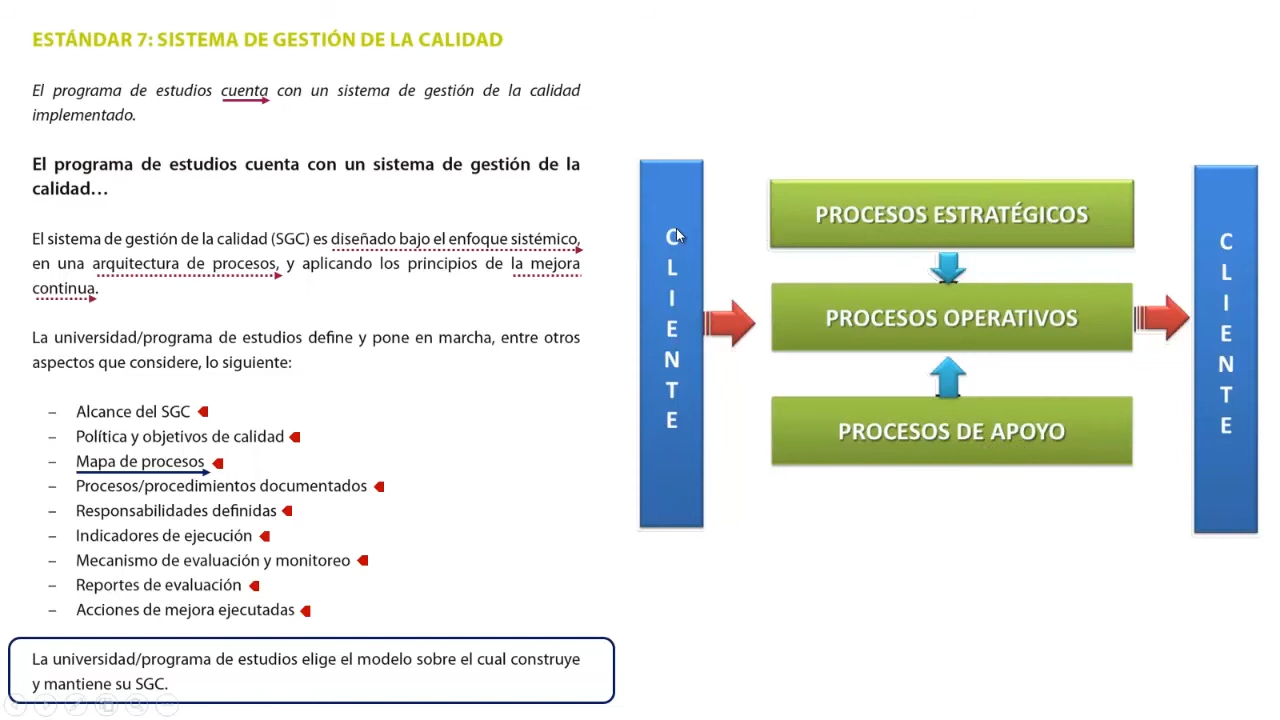 ESTÁNDAR 7: SISTEMA DE GESTIÓN DE LA CALIDAD
El programa de estudios cuenta con un sistema de gestión de la calidad
implementado.
El programa de estudios cuenta con un sistema de gestión de la
calidad…
El sistema de gestión de la calidad (SGC) es diseñado bajo el enfoque sistémico,
en una arquitectura de procesos, y aplicando los principios de la mejora
continua.
La universidad/programa de estudios define y pone en marcha, entre otros
aspectos que considere, lo siguiente:
– Alcance del SGC
– Política y objetivos de calidad
– Mapa de procesos
– Procesos/procedimientos documentados
– Responsabilidades definidas
– Indicadores de ejecución
– Mecanismo de evaluación y monitoreo
– Reportes de evaluación
– Acciones de mejora ejecutadas
La universidad/programa de estudios elige el modelo sobre el cual construye
y mantiene su SGC.
CLIENTE
PROCESOS ESTRATÉGICOS
PROCESOS OPERATIVOS
PROCESOS DE APOYO
CLIENTE